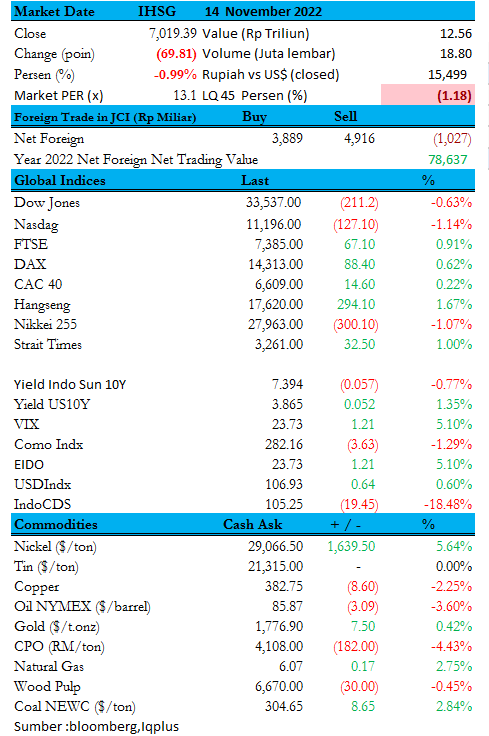 Market Date IHSG 14 November 2022
Close 7,019.39 Value (Rp Triliun) 12.56
Change (poin) (69.81) Volume (Juta lembar) 18.80
Persen (%) -0.99% Rupiah vs US$ (closed) 15,499
Market PER (x) 13.1 LQ 45 Persen (%) (1.18)
Foreign Trade in JCI (Rp Miliar) Buy Sell
Net Foreign 3,889 4,916 (1,027)
Year 2022 Net Foreign Net Trading Value 78,637
Global Indices Last %
Dow Jones 33,537.00 (211.2) -0.63%
Nasdag 11,196.00 (127.10) -1.14%
FTSE 7,385.00 67.10 0.91%
DAX 14,313.00 88.40 0.62%
CAC 40 6,609.00 14.60 0.22%
Hangseng 17,620.00 294.10 1.67%
Nikkei 255 27,963.00 (300.10) -1.07%
Strait Times 3,261.00 32.50 1.00%
Yield Indo Sun 10Y 7.394 (0.057) -0.77%
Yield US10Y 3.865 0.052 1.35%
VIX 23.73 1.21 5.10%
Como Indx 282.16 (3.63) -1.29%
EIDO 23.73 1.21 5.10%
USDIndx 106.93 0.64 0.60%
IndoCDS 105.25 (19.45) -18.48%
Commodities Cash Ask + / - %
Nickel ($/ton) 29,066.50 1,639.50 5.64%
Tin ($/ton) 21,315.00 - 0.00%
Copper 382.75 (8.60) -2.25%
Oil NYMEX ($/barrel) 85.87 (3.09) -3.60%
Gold ($/t.onz) 1,776.90 7.50 0.42%
CPO (RM/ton) 4,108.00 (182.00) -4.43%
Natural Gas 6.07 0.17 2.75%
Wood Pulp 6,670.00 (30.00) -0.45%
Coal NEWC ($/ton) 304.65 8.65 2.84%
Sumber :bloomberg,Iqplus